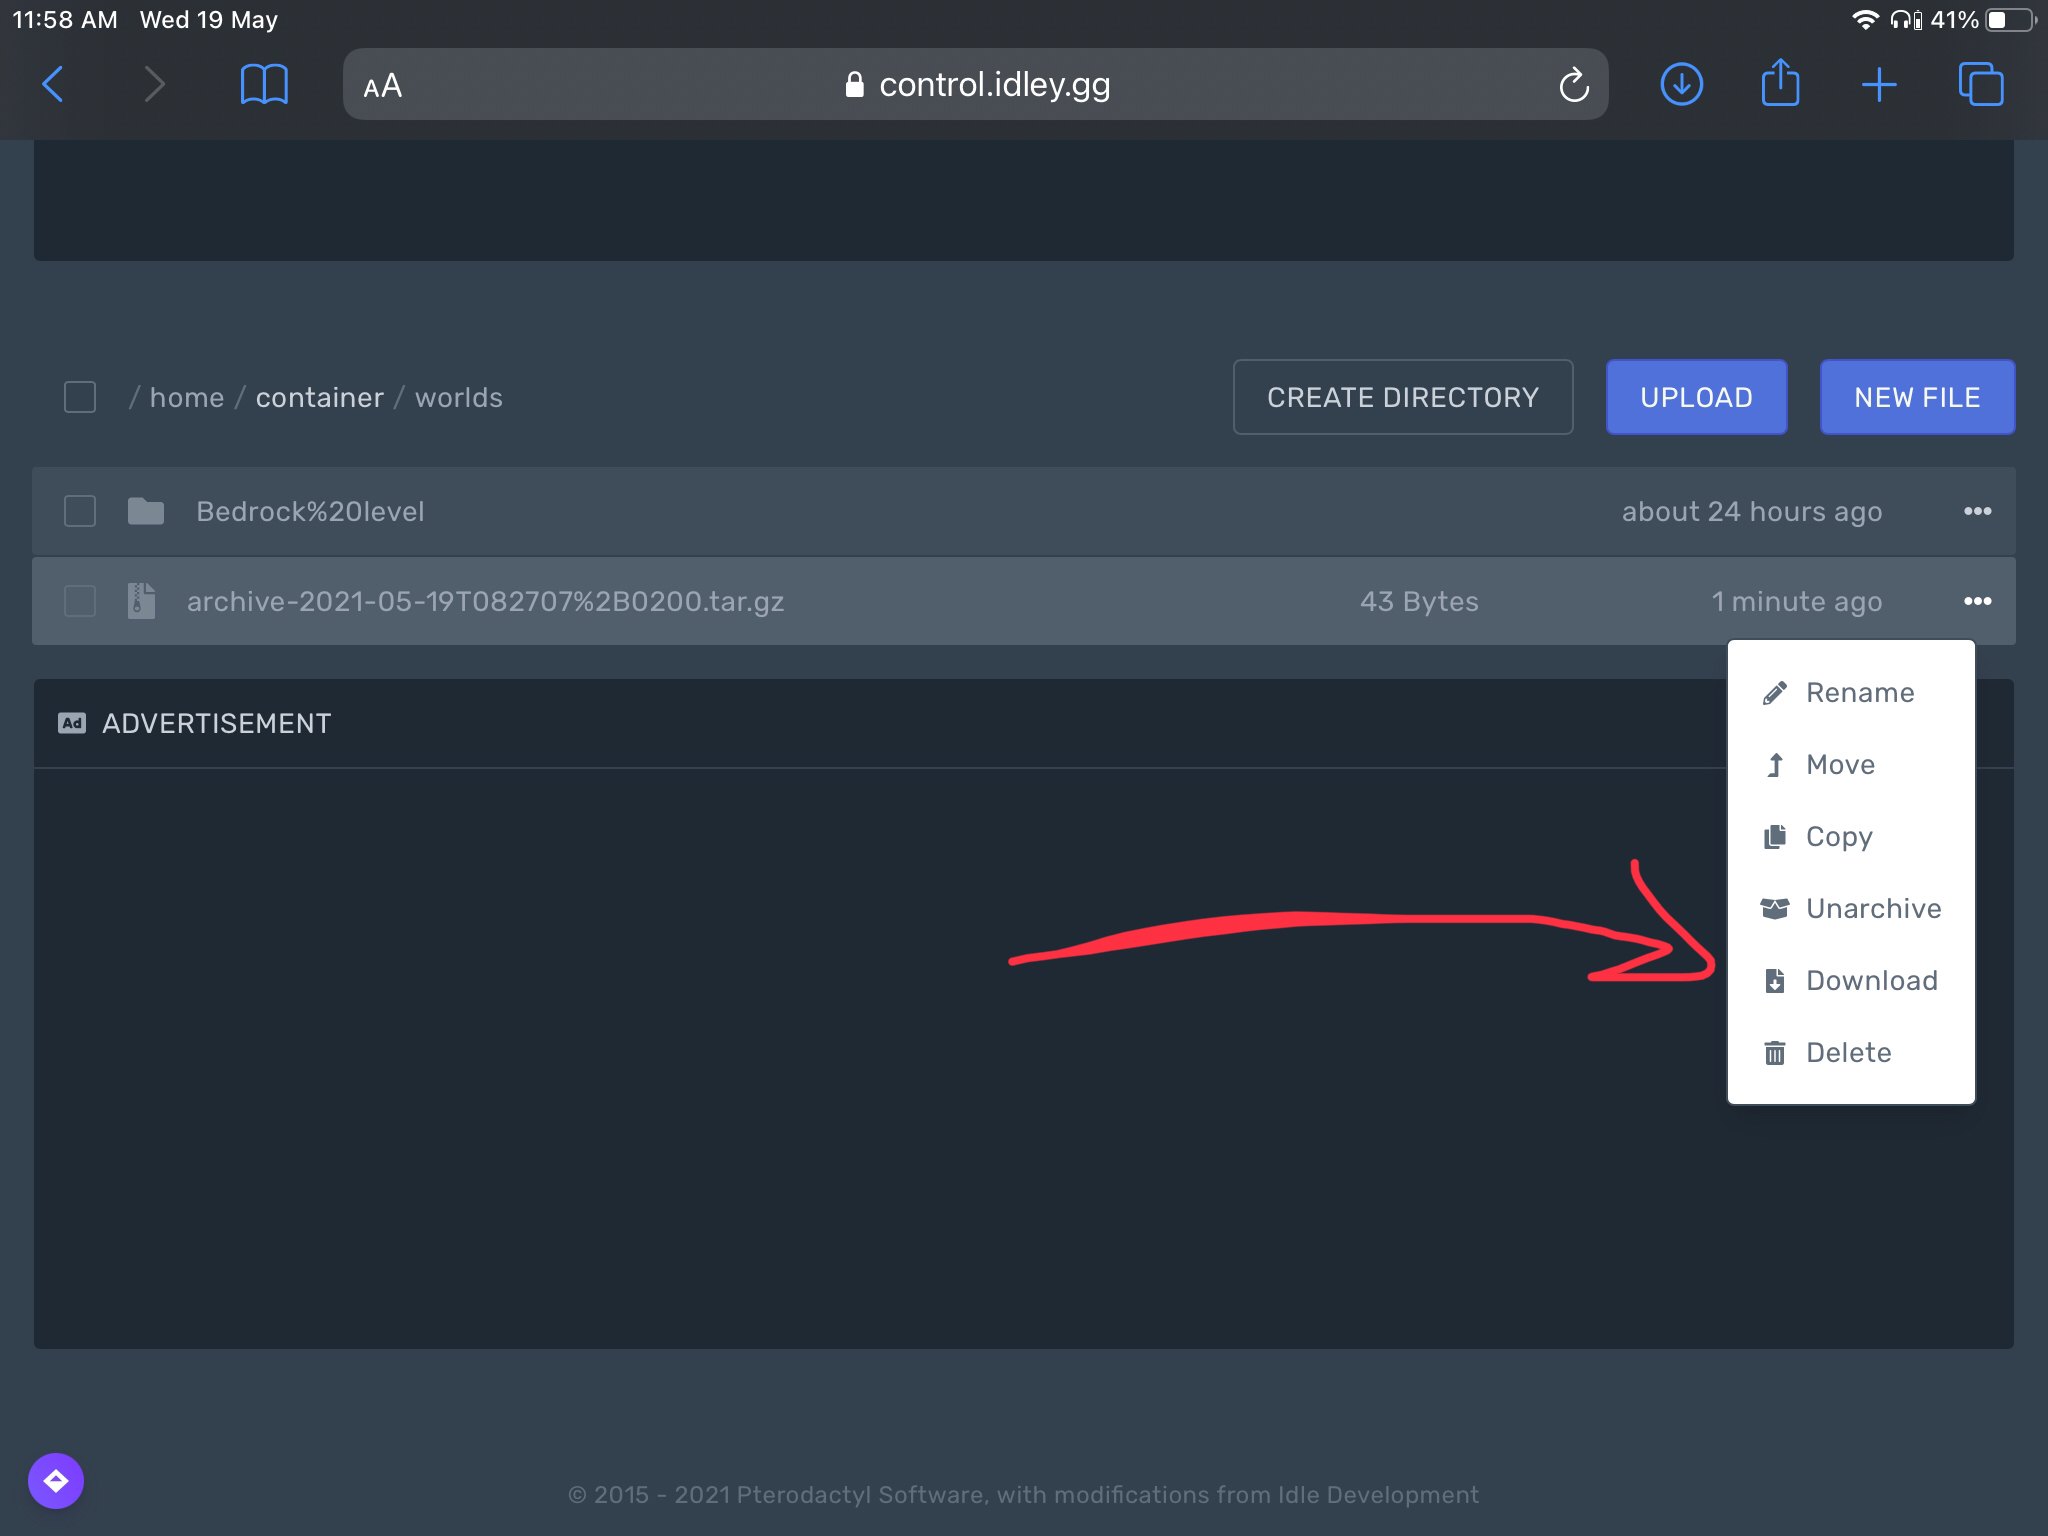 11:58 AM Wed 19 May 41%
AA control.idley.gg
/ home / container / worlds CREATE DIRECTORY UPLOAD NEW FILE
Bedrock%20level about 24 hours ago
archive-2021-05-19T082707%2B0200.tar.gz 43 Bytes 1 minute ago
Rename
Ad ADVERTISEMENT
Move
Copy
Unarchive
Download
Delete
© 2015 - 2021 Pterodactyl Software, with modifications from Idle Development